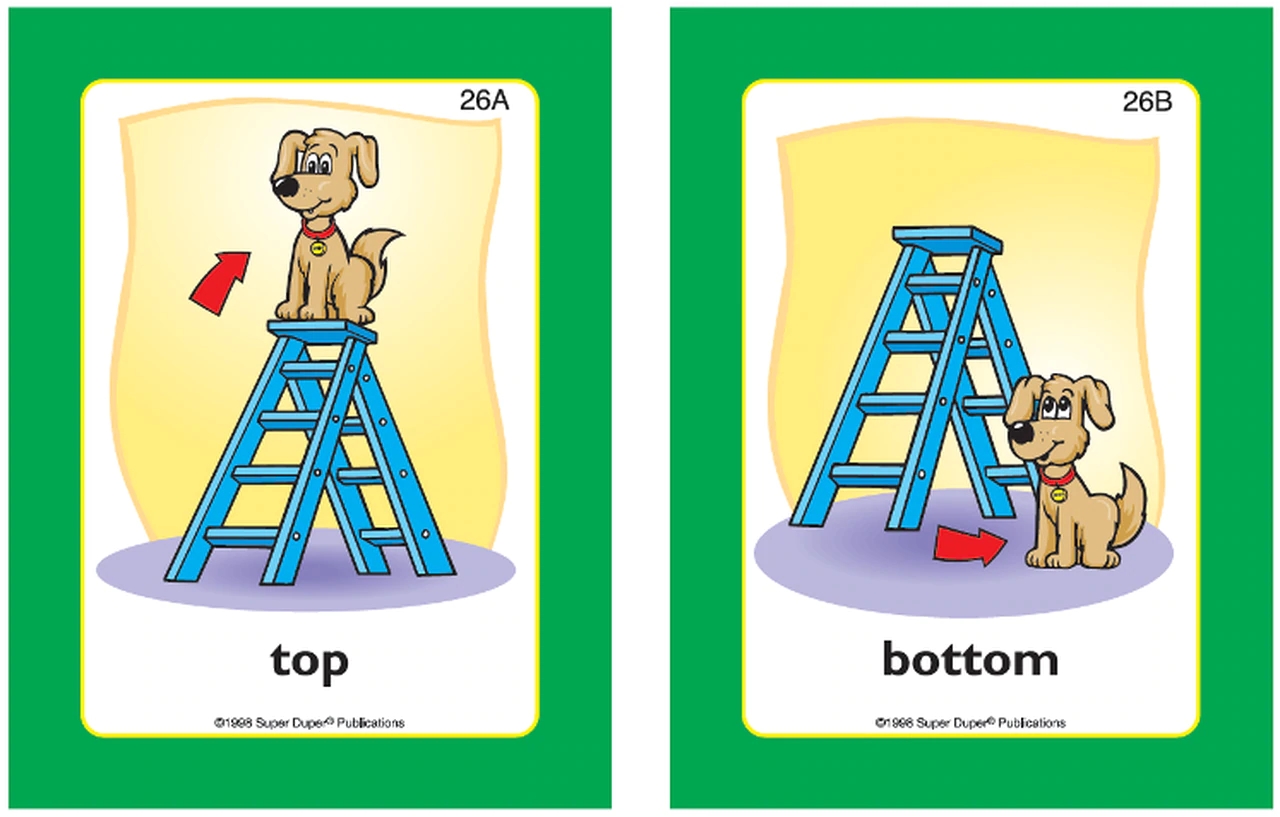 26A
top
©1998 Super Duper® Publications
26B
bottom
©1998 Super Duper® Publications